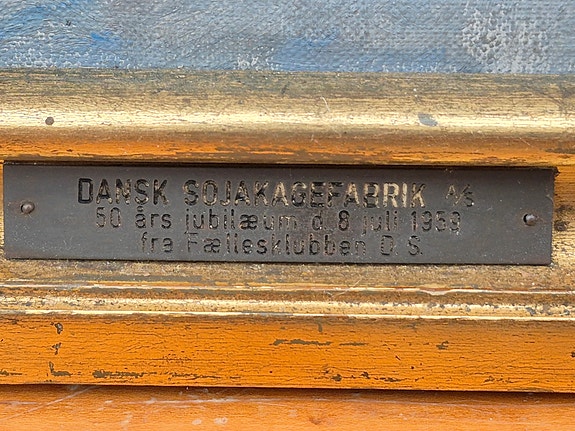 DANSK SOJAKAGEFABRIK A/S
50 års jubilæum d. 8 juli 1959
fra Fællesklubben D.S.